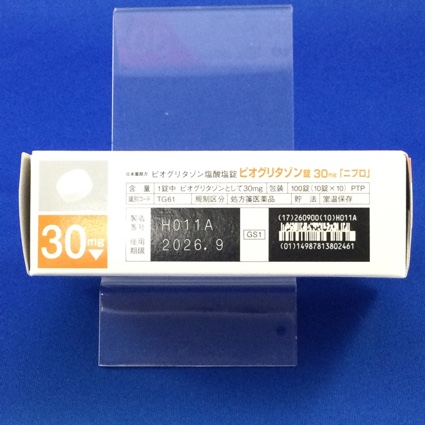 日本薬局方 ピオグリタゾン塩酸塩錠 ピオグリタゾン錠 30mg「ニプロ」
含量 1錠中 ピオグリタゾンとして30mg 包装 100錠(10錠×10) PTP
識別コード TG61 規制区分 処方箋医薬品 貯法 室温保存
30mg
製造番号 H011A
使用期限 2026.9
GS1
(17)260900(10)H011A
(01)14987813802461